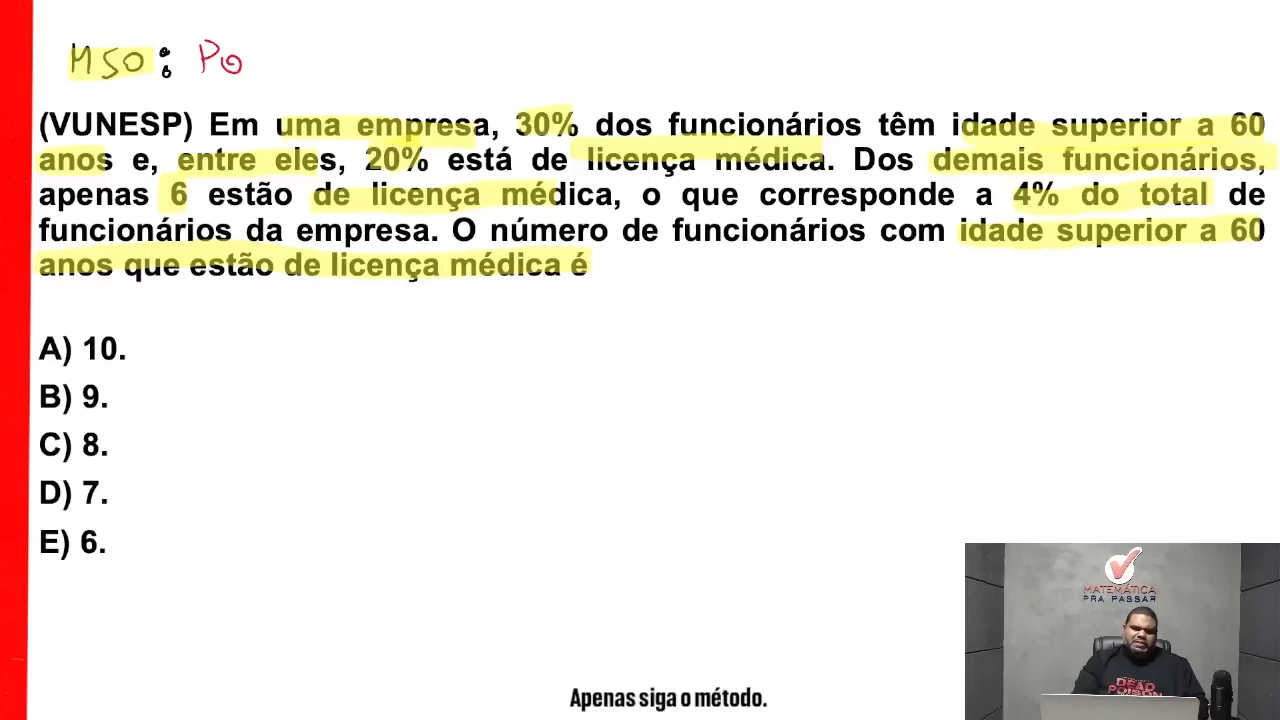 M50: Po
(VUNESP) Em uma empresa, 30% dos funcionários têm idade superior a 60
anos e, entre eles, 20% está de licença médica. Dos demais funcionários,
apenas 6 estão de licença médica, o que corresponde a 4% do total de
funcionários da empresa. O número de funcionários com idade superior a 60
anos que estão de licença médica é
A) 10.
B) 9.
C) 8.
D) 7.
E) 6.
MATEMÁTICA
PRA PASSAR
DEAD
POISON
Apenas siga o método.